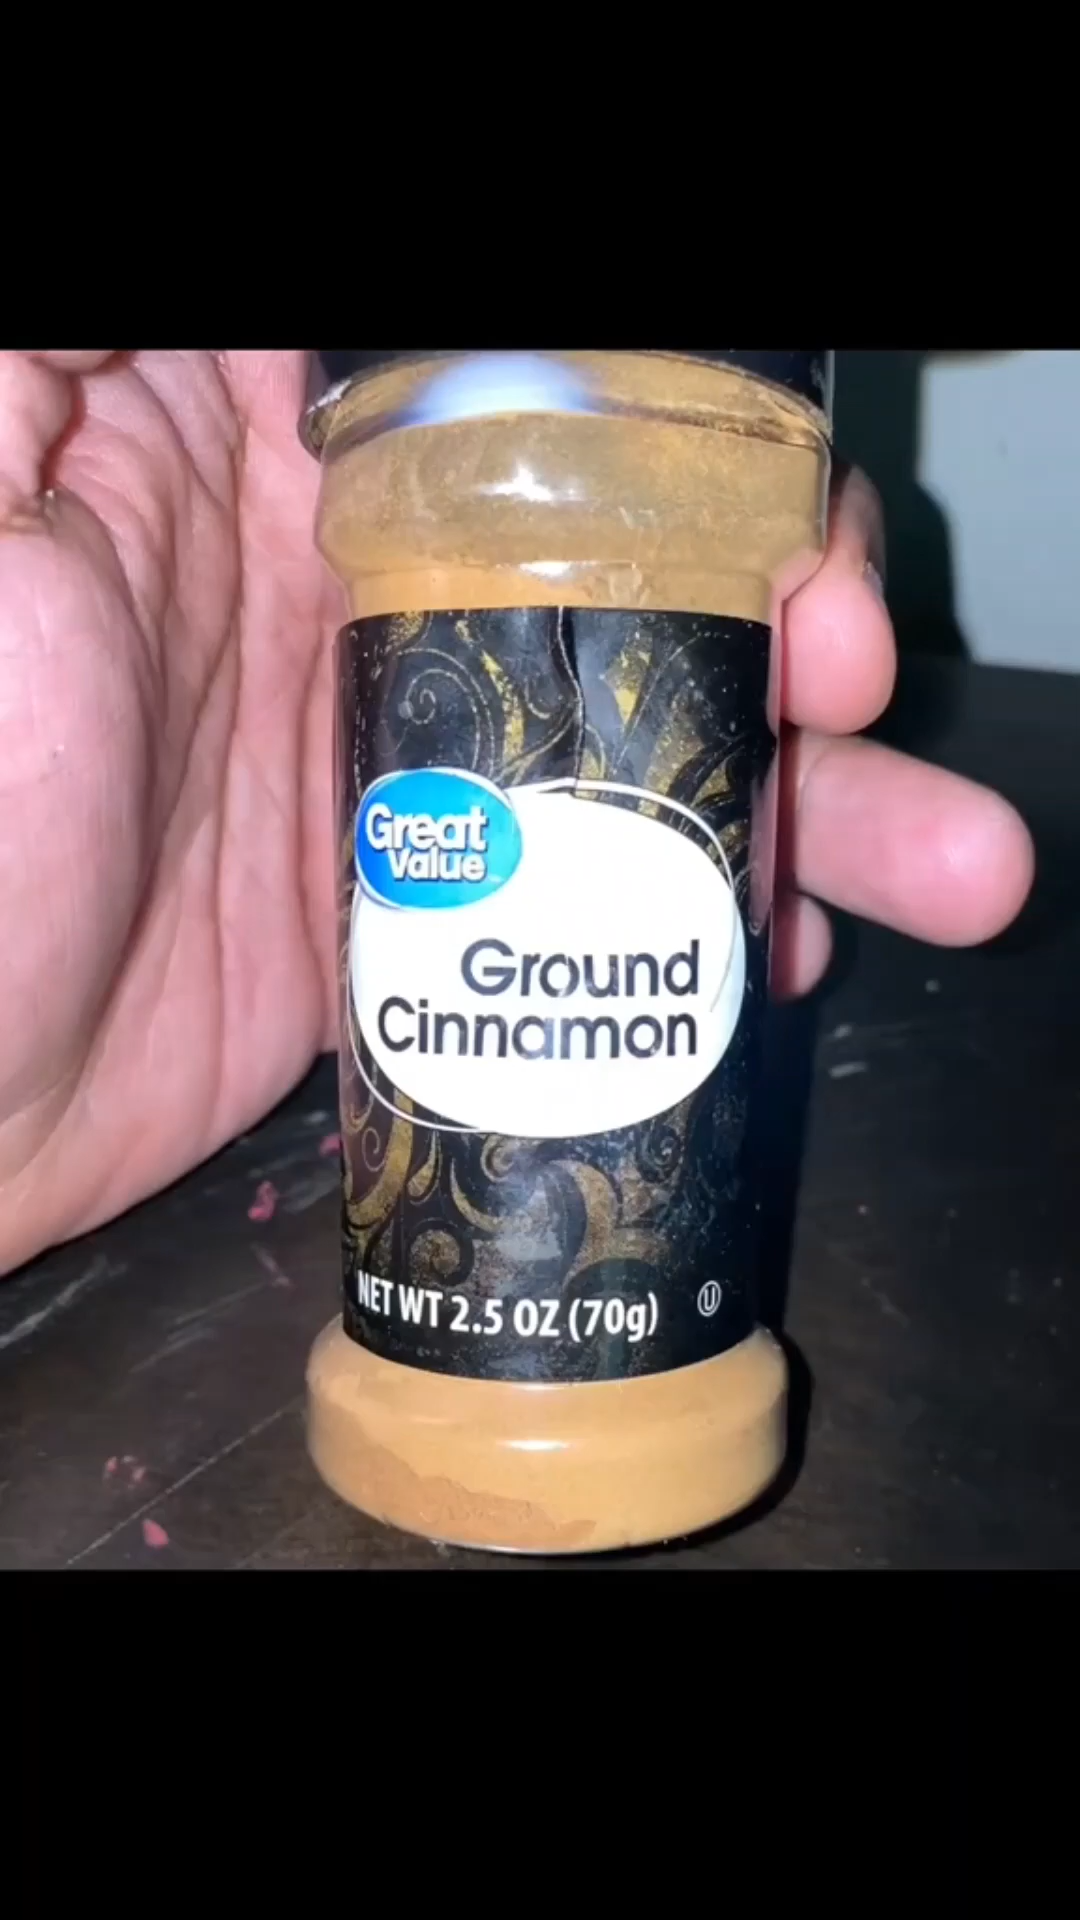 Great
Value
Ground
Cinnamon
NET WT 2.5 OZ (70g)
U